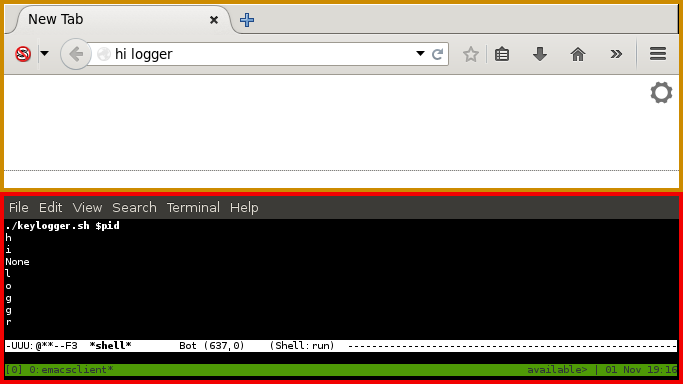 New Tab
hi logger
File Edit View Search Terminal Help
./keylogger.sh $pid
h
i
None
l
o
g
g
r
-UUU:@**--F3 *shell* Bot (637,0) (Shell:run) ----------------------------------------------------
[0] 0:emacsclient* available> | 01 Nov 19:16